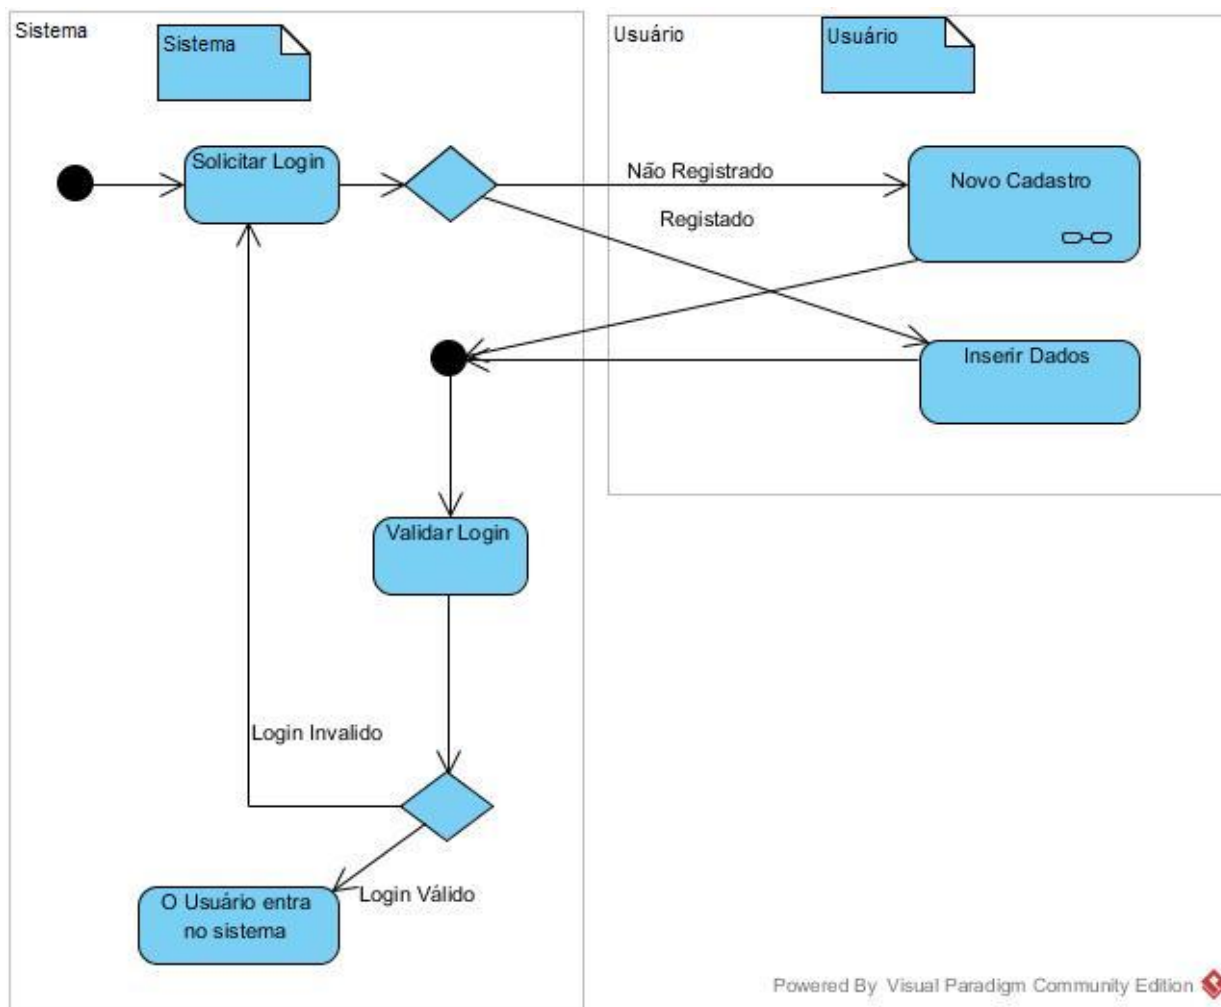 Sistema
Sistema
Usuário
Usuário
Solicitar Login
Não Registrado
Novo Cadastro
Registado
Inserir Dados
Validar Login
Login Invalido
Login Válido
O Usuário entra
no sistema
Powered By Visual Paradigm Community Edition